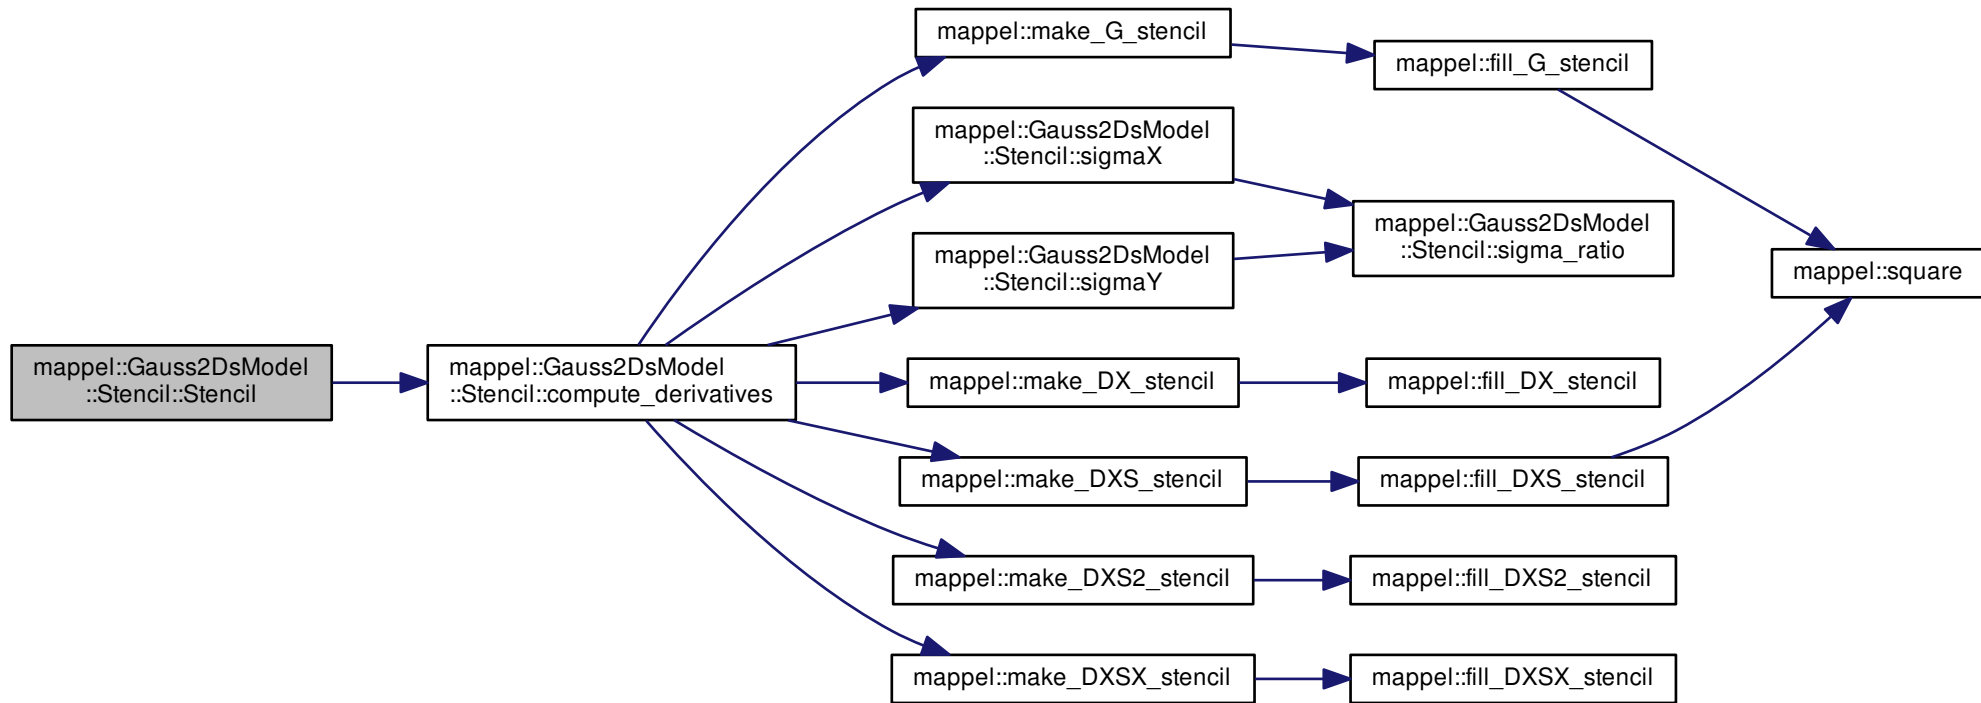 mappel::Gauss2DsModel
::Stencil::Stencil
mappel::Gauss2DsModel
::Stencil::compute_derivatives
mappel::make_G_stencil
mappel::Gauss2DsModel
::Stencil::sigmaX
mappel::Gauss2DsModel
::Stencil::sigmaY
mappel::make_DX_stencil
mappel::make_DXS_stencil
mappel::make_DXS2_stencil
mappel::make_DXSX_stencil
mappel::fill_G_stencil
mappel::Gauss2DsModel
::Stencil::sigma_ratio
mappel::fill_DX_stencil
mappel::fill_DXS_stencil
mappel::fill_DXS2_stencil
mappel::fill_DXSX_stencil
mappel::square